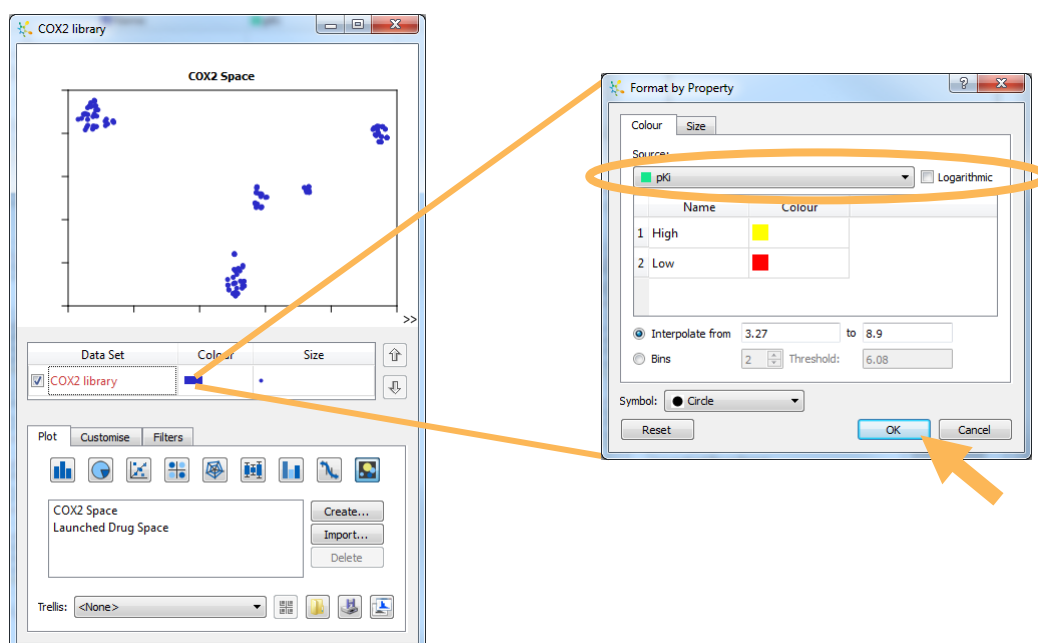 COX2 library
COX2 Space
>>
Data Set Colour Size
COX2 library
Plot Customise Filters
COX2 Space
Launched Drug Space
Create...
Import...
Delete
Trellis: <None>
Format by Property
?
Colour Size
Source:
pKi Logarithmic
Name Colour
1 High
2 Low
Interpolate from 3.27 to 8.9
Bins 2 Threshold: 6.08
Symbol: Circle
Reset OK Cancel